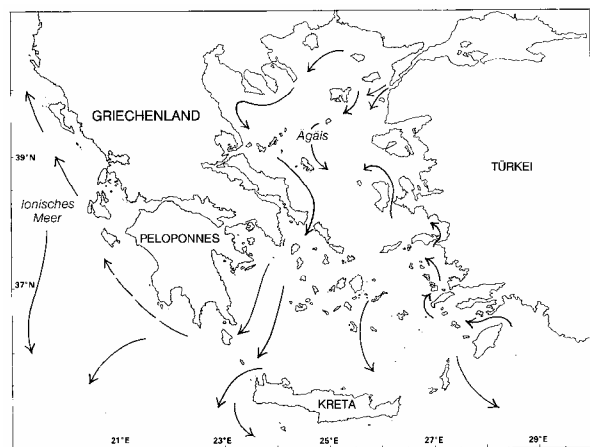 GRIECHENLAND
Ägäis
39°N
TÜRKEI
ionisches
Meer
PELOPONNES
37°N
KRETA
21°E
23°E
25°E
27°E
29°E